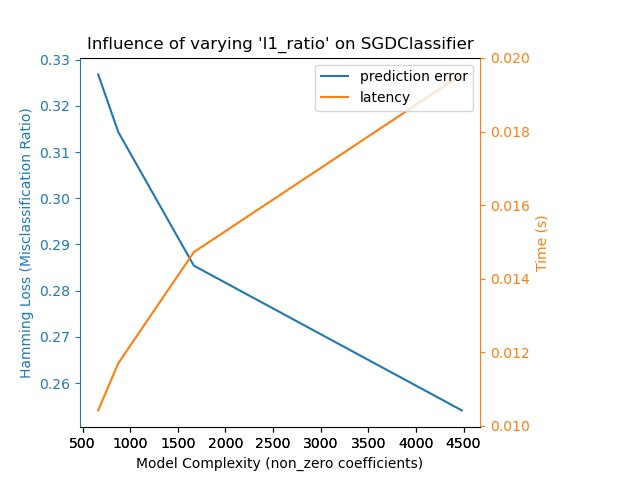 Influence of varying 'l1_ratio' on SGDClassifier
prediction error
latency
Hamming Loss (Misclassification Ratio)
0.33
0.32
0.31
0.30
0.29
0.28
0.27
0.26
0.020
0.018
0.016
0.014
0.012
0.010
Time (s)
500 1000 1500 2000 2500 3000 3500 4000 4500
Model Complexity (non_zero coefficients)